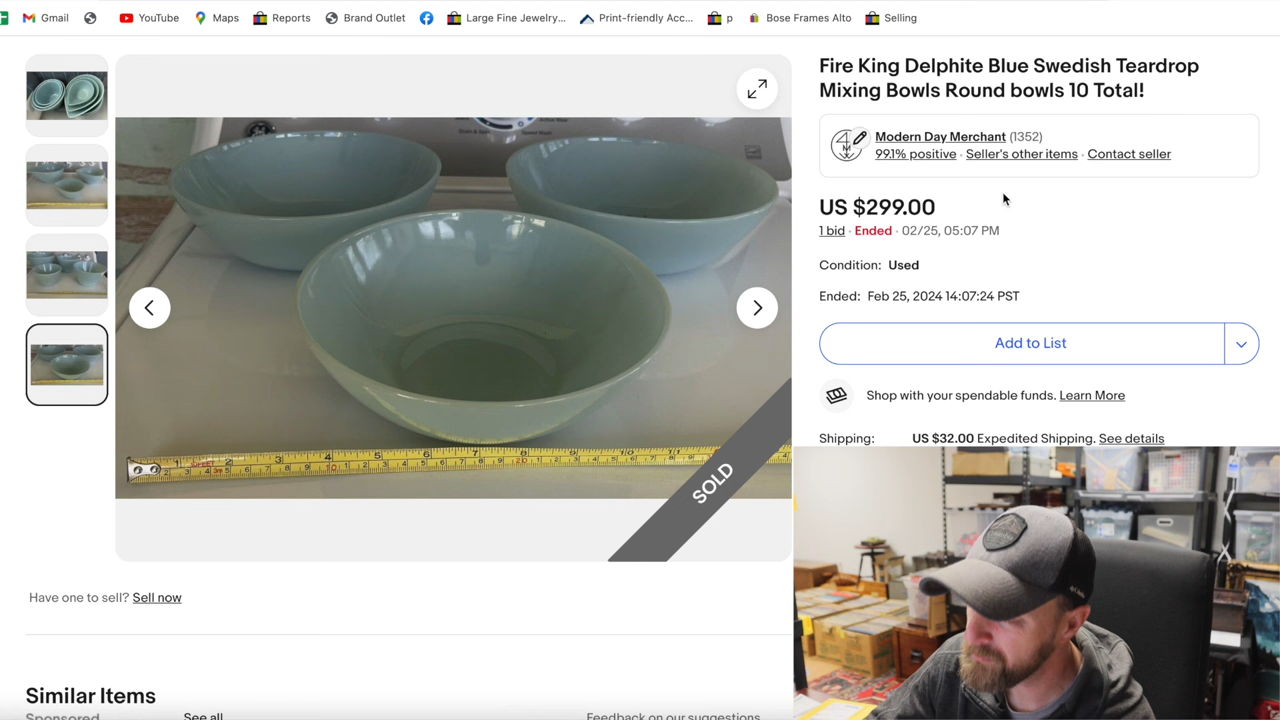 Gmail
YouTube
Maps
Reports
Brand Outlet
Large Fine Jewelry...
Print-friendly Acc...
p
Bose Frames Alto
Selling
Fire King Delphite Blue Swedish Teardrop
Mixing Bowls Round bowls 10 Total!
Modern Day Merchant (1352)
99.1% positive · Seller's other items · Contact seller
US $299.00
1 bid · Ended · 02/25, 05:07 PM
Condition: Used
Ended: Feb 25, 2024 14:07:24 PST
Add to List
Shop with your spendable funds. Learn More
Shipping: US $32.00 Expedited Shipping. See details
SOLD
Have one to sell? Sell now
Similar Items
Sponsored See all Feedback on our suggestions